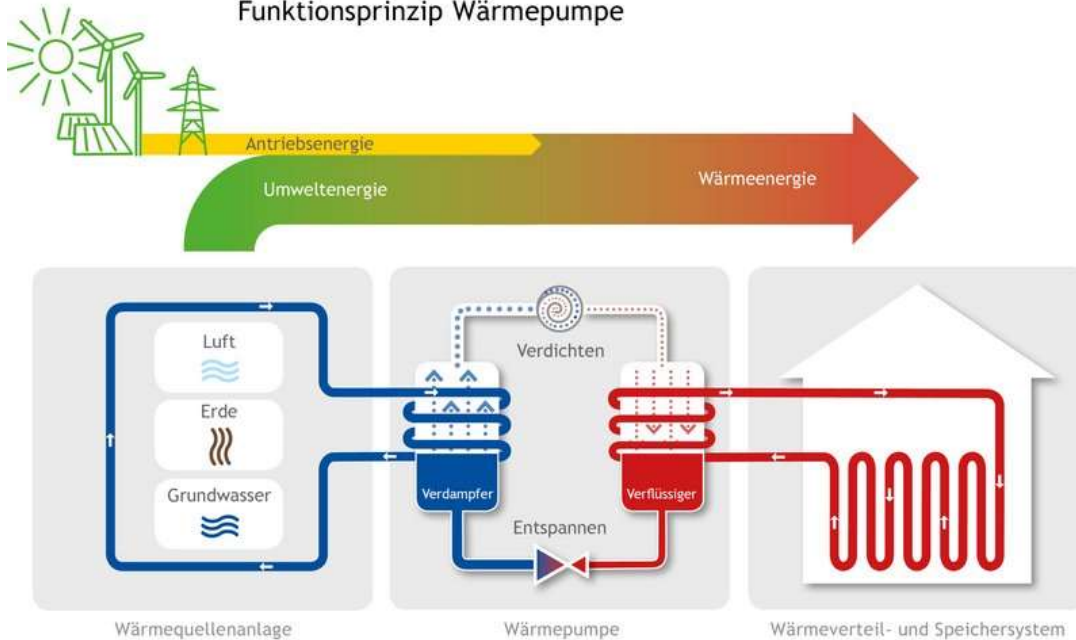 Funktionsprinzip Wärmepumpe
Antriebsenergie
Umweltenergie
Wärmeenergie
Luft
Erde
Grundwasser
Verdichten
Verdampfer
Verflüssiger
Entspannen
Wärmequellenanlage
Wärmepumpe
Wärmeverteil- und Speichersystem